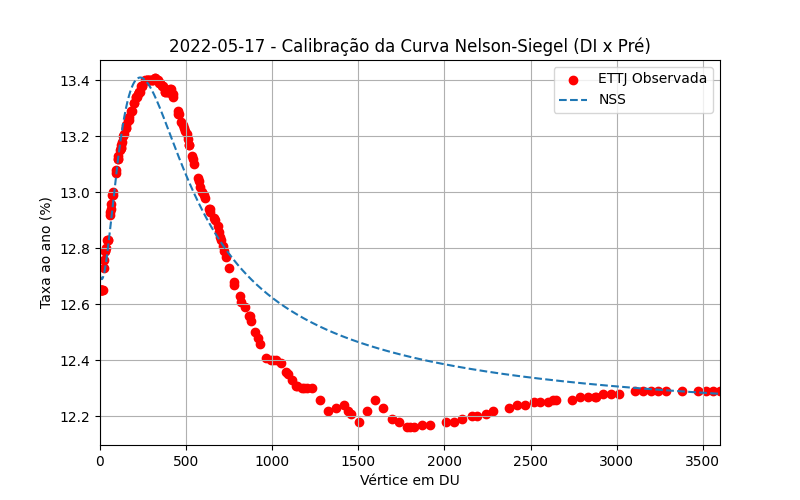 2022-05-17 - Calibração da Curva Nelson-Siegel (DI x Pré)
ETTJ Observada
NSS
Taxa ao ano (%)
13.4
13.2
13.0
12.8
12.6
12.4
12.2
0 500 1000 1500 2000 2500 3000 3500
Vértice em DU